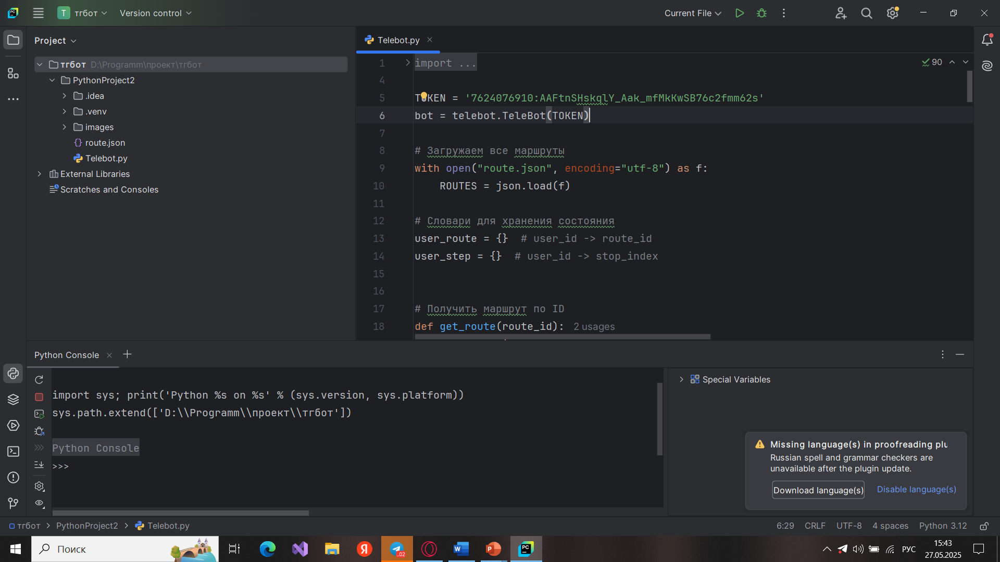 T тгбот Version control Current File
Project
Telebot.py
тгбот D:\Programm\проект\тгбот
PythonProject2
.idea
.venv
images
route.json
Telebot.py
External Libraries
Scratches and Consoles
90
1 import ...
4
5 TOKEN = '7624076910:AAFtnSHskqlY_Aak_mfMkKwSB76c2fmm62s'
6 bot = telebot.TeleBot(TOKEN)
7
8 # Загружаем все маршруты
9 with open("route.json", encoding="utf-8") as f:
10 ROUTES = json.load(f)
11
12 # Словари для хранения состояния
13 user_route = {} # user_id -> route_id
14 user_step = {} # user_id -> stop_index
15
16
17 # Получить маршрут по ID
18 def get_route(route_id): 2 usages
Python Console
import sys; print('Python %s on %s' % (sys.version, sys.platform))
sys.path.extend(['D:\\Programm\\проект\\тгбот'])
Python Console
>>>
Special Variables
Missing language(s) in proofreading plu
Russian spell and grammar checkers are
unavailable after the plugin update.
Download language(s) Disable language(s)
тгбот PythonProject2 Telebot.py 6:29 CRLF UTF-8 4 spaces Python 3.12
Поиск
Я
..02
W
P
PC
РУС
15:43
27.05.2025